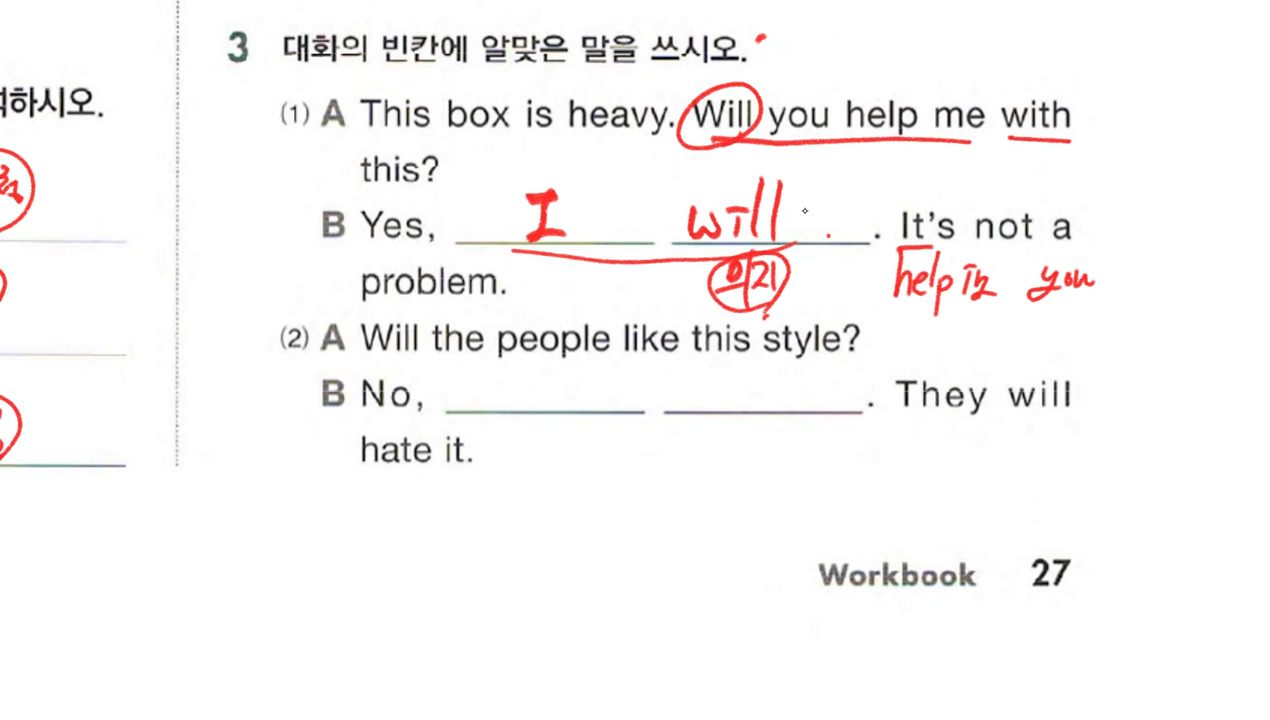 3 대화의 빈칸에 알맞은 말을 쓰시오.
하시오.
(1) A This box is heavy. Will you help me with
this?
B Yes, I will. It's not a
의지
help you
problem.
(2) A Will the people like this style?
B No, ______ ______. They will
hate it.
Workbook 27